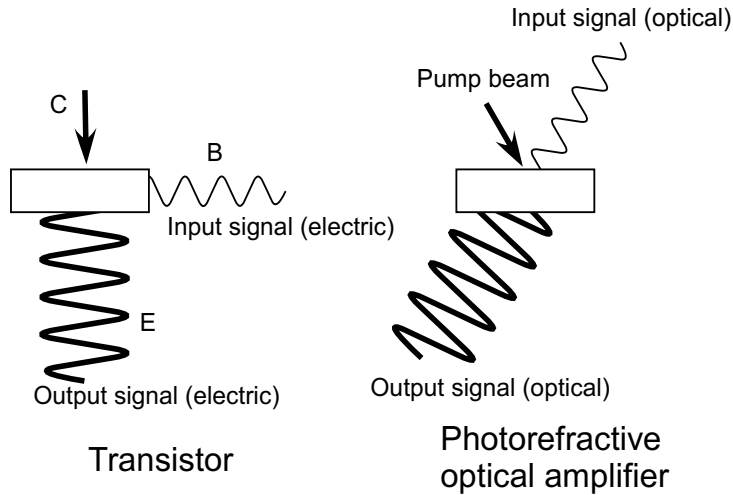 C
B
Input signal (electric)
E
Output signal (electric)
Transistor
Input signal (optical)
Pump beam
Output signal (optical)
Photorefractive
optical amplifier